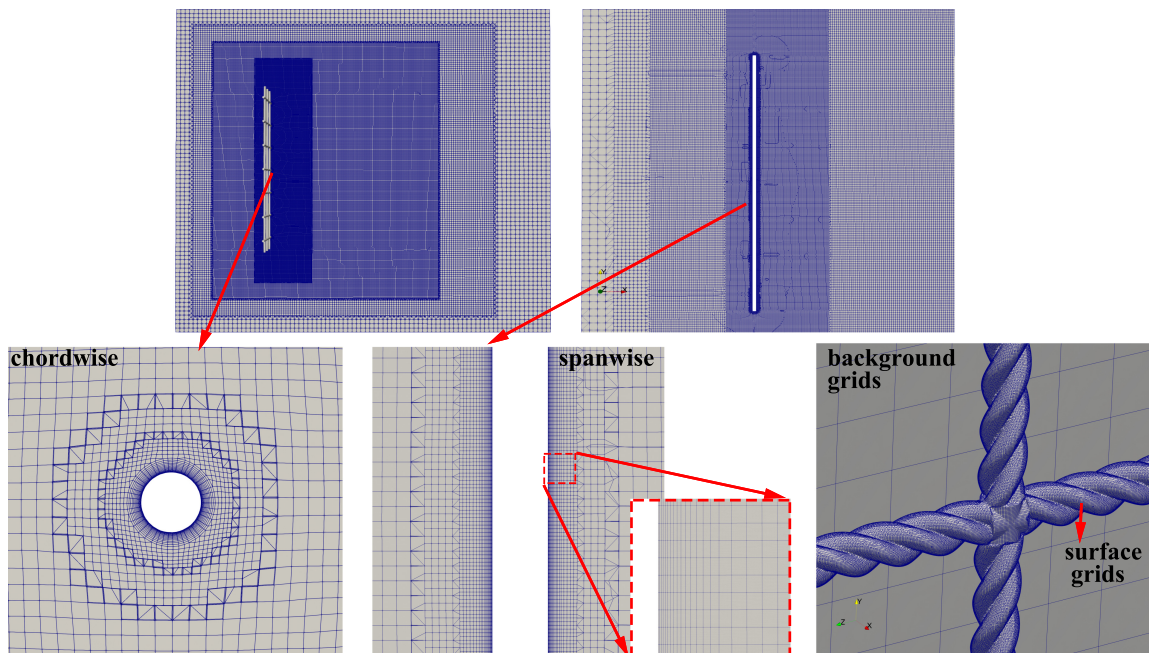 Y
Z
X
chordwise
spanwise
background
grids
surface
grids
Y
Z
X